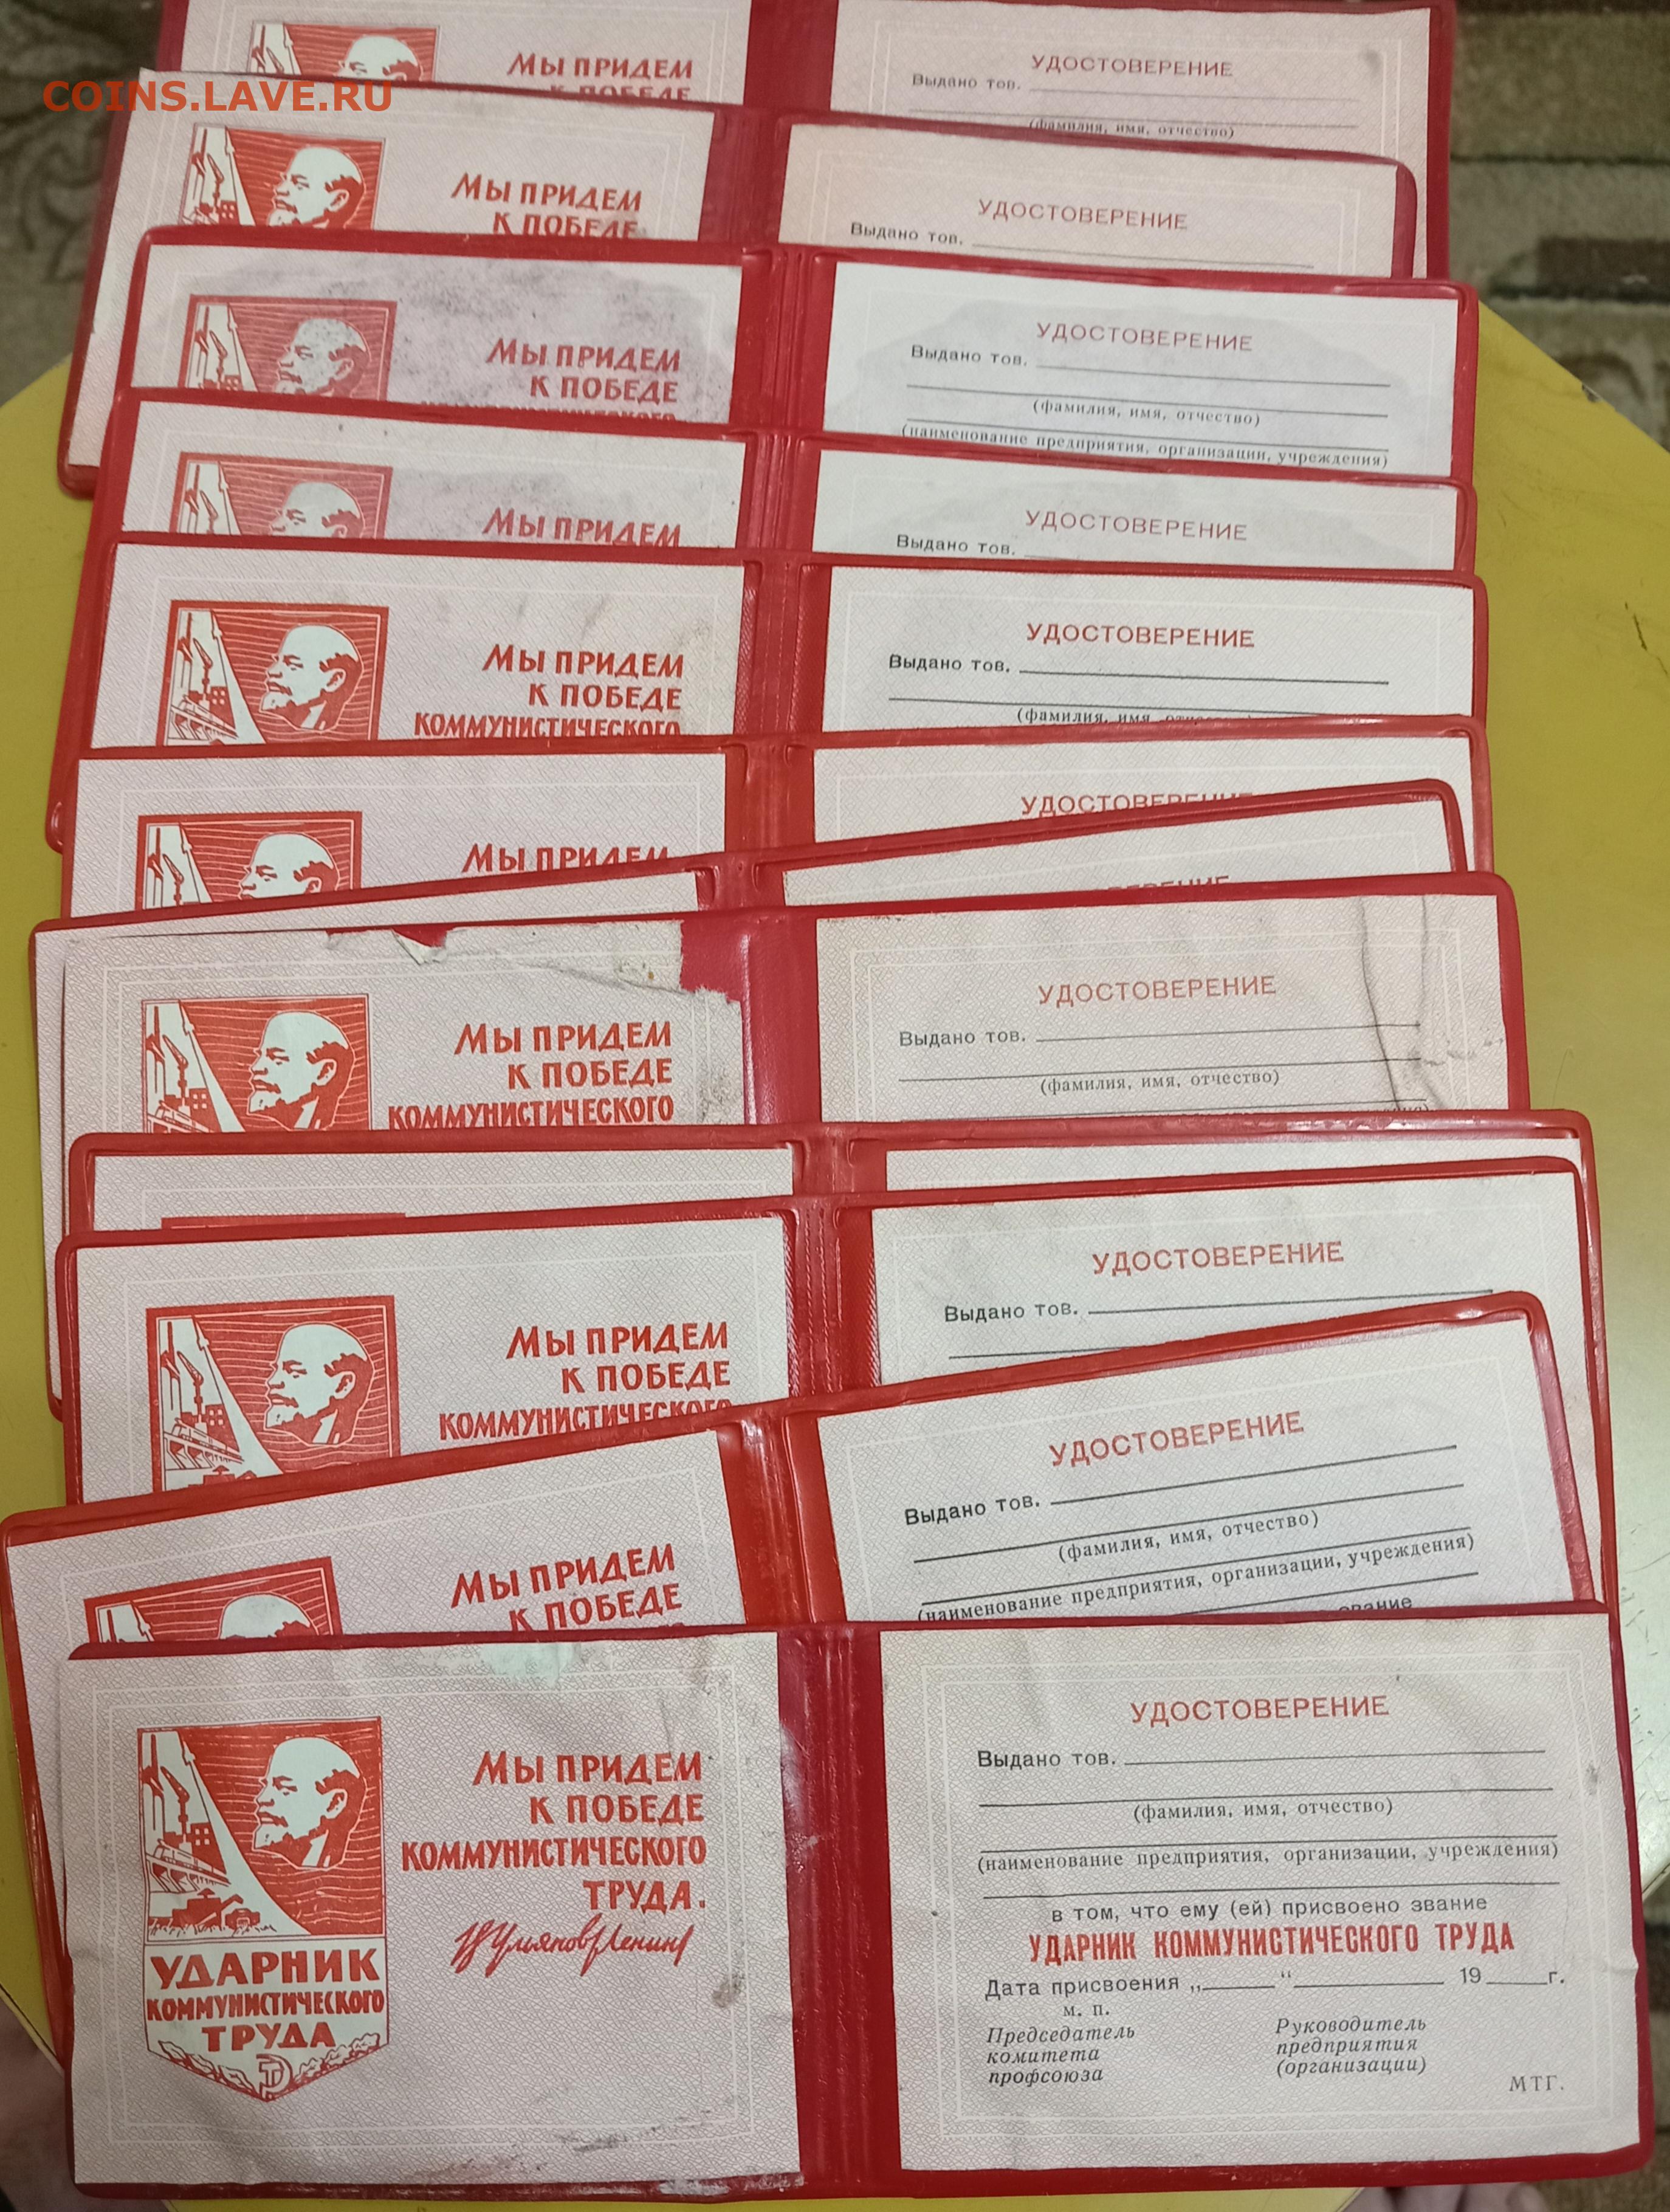 COINS.LAVE.RU
Мы придем
к победе
УДОСТОВЕРЕНИЕ
Выдано тов.
(фамилия, имя, отчество)
Мы придем
к победе
УДОСТОВЕРЕНИЕ
Выдано тов.
Мы придем
к победе
коммунистического
УДОСТОВЕРЕНИЕ
Выдано тов.
(фамилия, имя, отчество)
(наименование предприятия, организации, учреждения)
Мы придем
УДОСТОВЕРЕНИЕ
Выдано тов.
Мы придем
к победе
коммунистического
УДОСТОВЕРЕНИЕ
Выдано тов.
(фамилия, имя, отчество)
Мы придем
УДОСТОВЕРЕНИЕ
Мы придем
к победе
коммунистического
УДОСТОВЕРЕНИЕ
Выдано тов.
(фамилия, имя, отчество)
Мы придем
к победе
коммунистического
УДОСТОВЕРЕНИЕ
Выдано тов.
Мы придем
к победе
УДОСТОВЕРЕНИЕ
Выдано тов.
(фамилия, имя, отчество)
(наименование предприятия, организации, учреждения)
Мы придем
к победе
коммунистического
труда.
В Ульянов (Ленин)
УДАРНИК
КОММУНИСТИЧЕСКОГО
ТРУДА
УДОСТОВЕРЕНИЕ
Выдано тов.
(фамилия, имя, отчество)
(наименование предприятия, организации, учреждения)
в том, что ему (ей) присвоено звание
УДАРНИК КОММУНИСТИЧЕСКОГО ТРУДА
Дата присвоения „ “ 19 г.
м. п.
Председатель
комитета
профсоюза
Руководитель
предприятия
(организации)
МТГ.